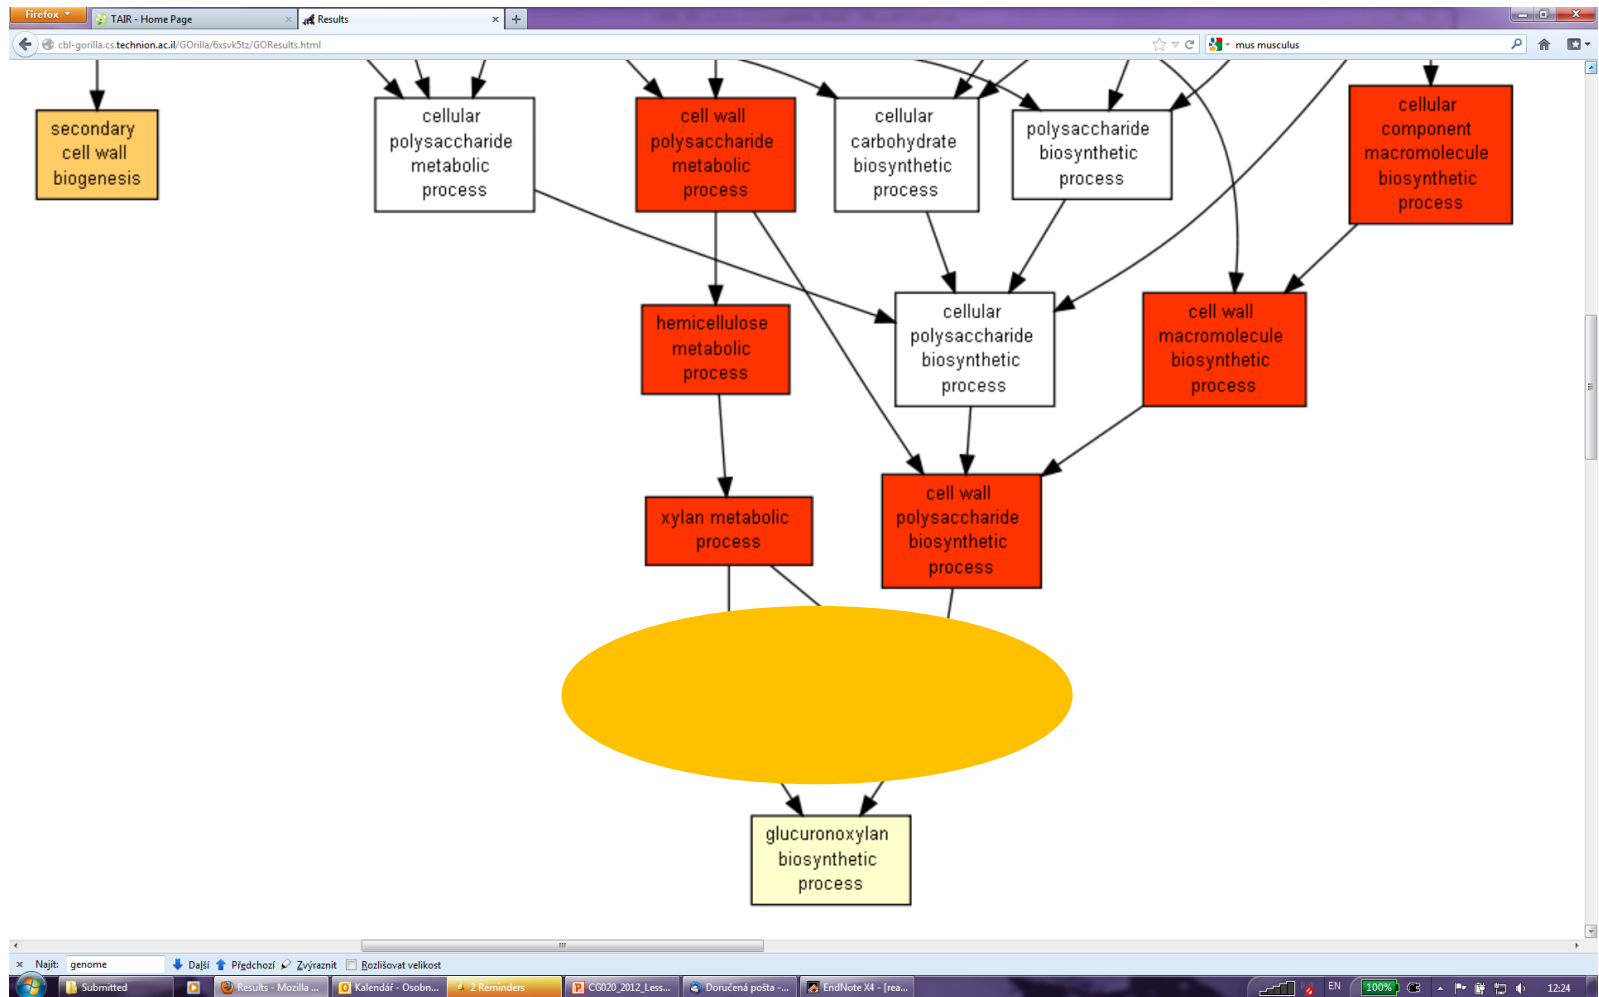 Firefox
TAIR - Home Page
Results
cbl-gorilla.cs.technion.ac.il/GOrilla/6xsvk5tz/GOResults.html
mus musculus
secondary
cell wall
biogenesis
cellular
polysaccharide
metabolic
process
cell wall
polysaccharide
metabolic
process
cellular
carbohydrate
biosynthetic
process
polysaccharide
biosynthetic
process
cellular
component
macromolecule
biosynthetic
process
hemicellulose
metabolic
process
cellular
polysaccharide
biosynthetic
process
cell wall
macromolecule
biosynthetic
process
xylan metabolic
process
cell wall
polysaccharide
biosynthetic
process
glucuronoxylan
biosynthetic
process
Najít: genome Další Předchozí Zvýraznit Rozlišovat velikost
Submitted
Results - Mozilla ...
Kalendář - Osobn...
2 Reminders
CG020_2012_Less...
Doručená pošta -...
EndNote X4 - [rea...
EN
100%
12:24